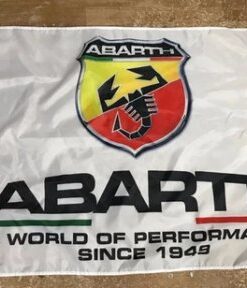 ABARTH
ABART
WORLD OF PERFORMA
SINCE 1949